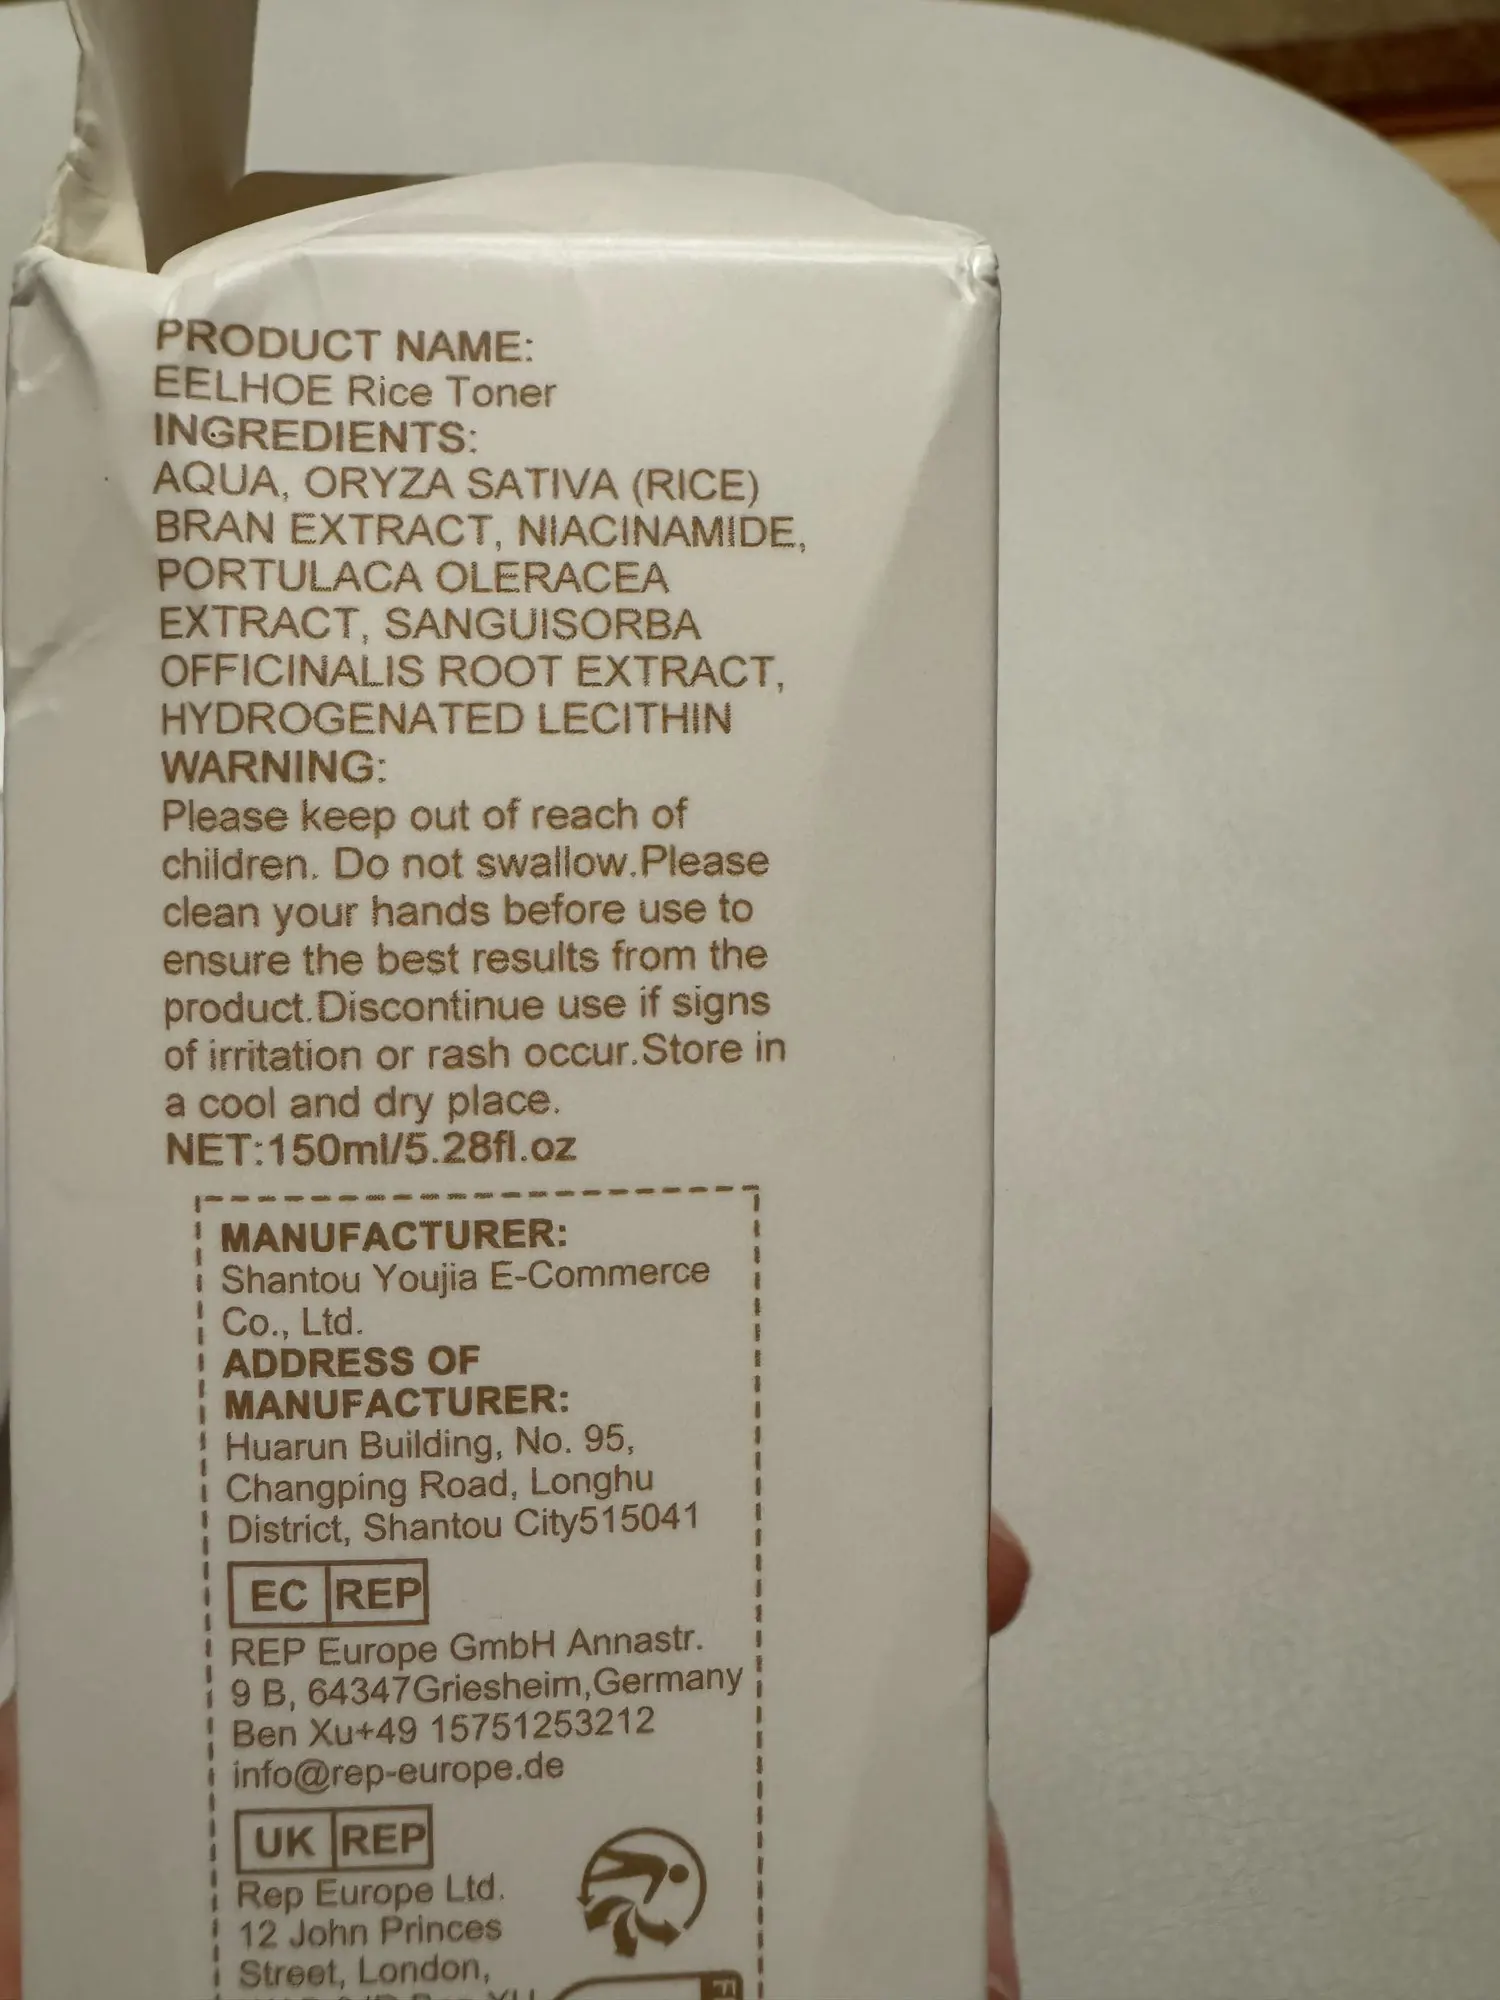 PRODUCT NAME:
EELHOE Rice Toner
INGREDIENTS:
AQUA, ORYZA SATIVA (RICE)
BRAN EXTRACT, NIACINAMIDE,
PORTULACA OLERACEA
EXTRACT, SANGUISORBA
OFFICINALIS ROOT EXTRACT,
HYDROGENATED LECITHIN
WARNING:
Please keep out of reach of
children. Do not swallow.Please
clean your hands before use to
ensure the best results from the
product.Discontinue use if signs
of irritation or rash occur.Store in
a cool and dry place.
NET:150ml/5.28fl.oz
MANUFACTURER:
Shantou Youjia E-Commerce
Co., Ltd.
ADDRESS OF
MANUFACTURER:
Huarun Building, No. 95,
Changping Road, Longhu
District, Shantou City515041
EC REP
REP Europe GmbH Annastr.
9 B, 64347Griesheim,Germany
Ben Xu+49 15751253212
info@rep-europe.de
UK REP
Rep Europe Ltd.
12 John Princes
Street, London,